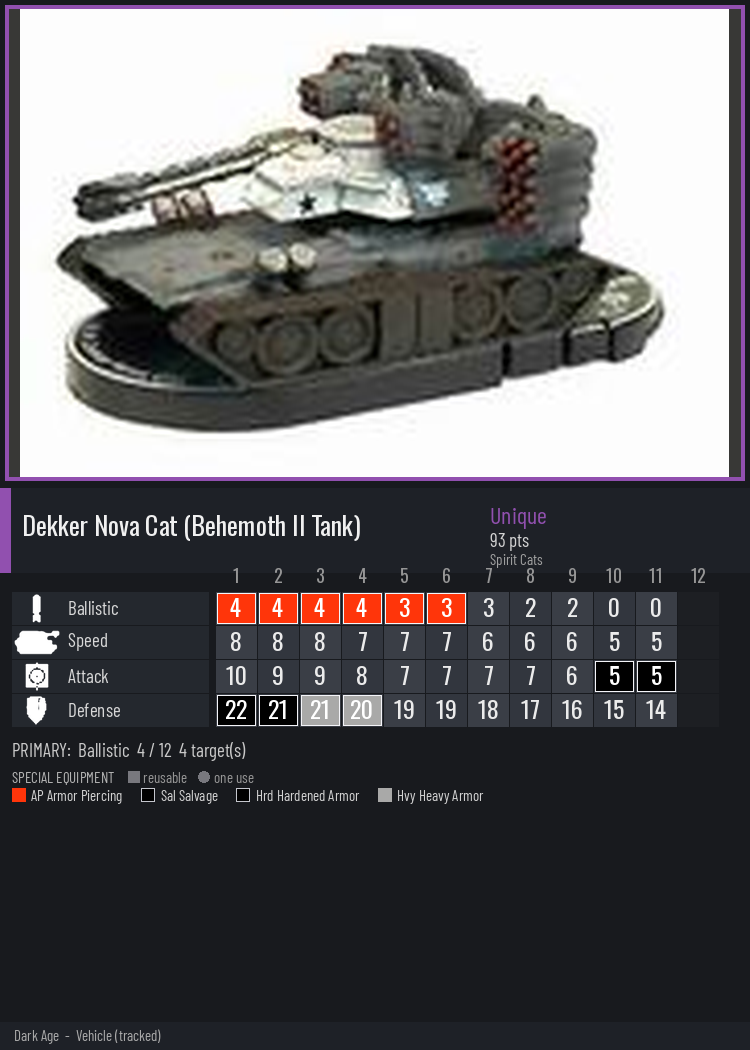 Dekker Nova Cat (Behemoth II Tank)
Unique
93 pts
Spirit Cats
1 2 3 4 5 6 7 8 9 10 11 12
Ballistic 4 4 4 4 3 3 3 2 2 0 0
Speed 8 8 8 7 7 7 6 6 6 5 5
Attack 10 9 9 8 7 7 7 7 6 5 5
Defense 22 21 21 20 19 19 18 17 16 15 14
PRIMARY: Ballistic 4 / 12 4 target(s)
SPECIAL EQUIPMENT reusable one use
AP Armor Piercing Sal Salvage Hrd Hardened Armor Hvy Heavy Armor
Dark Age - Vehicle (tracked)